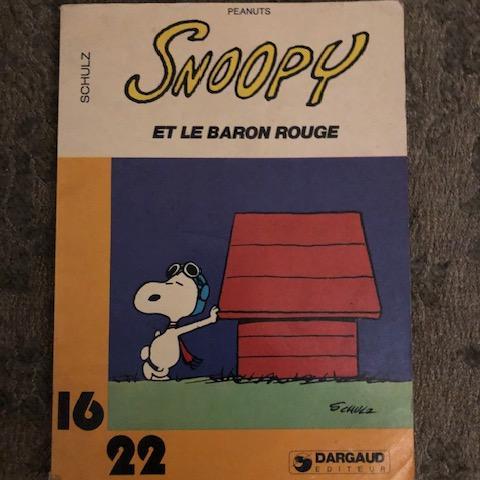 PEANUTS
SCHULZ
SNOOPY
ET LE BARON ROUGE
SCHULZ
16
22
DARGAUD
EDITEUR